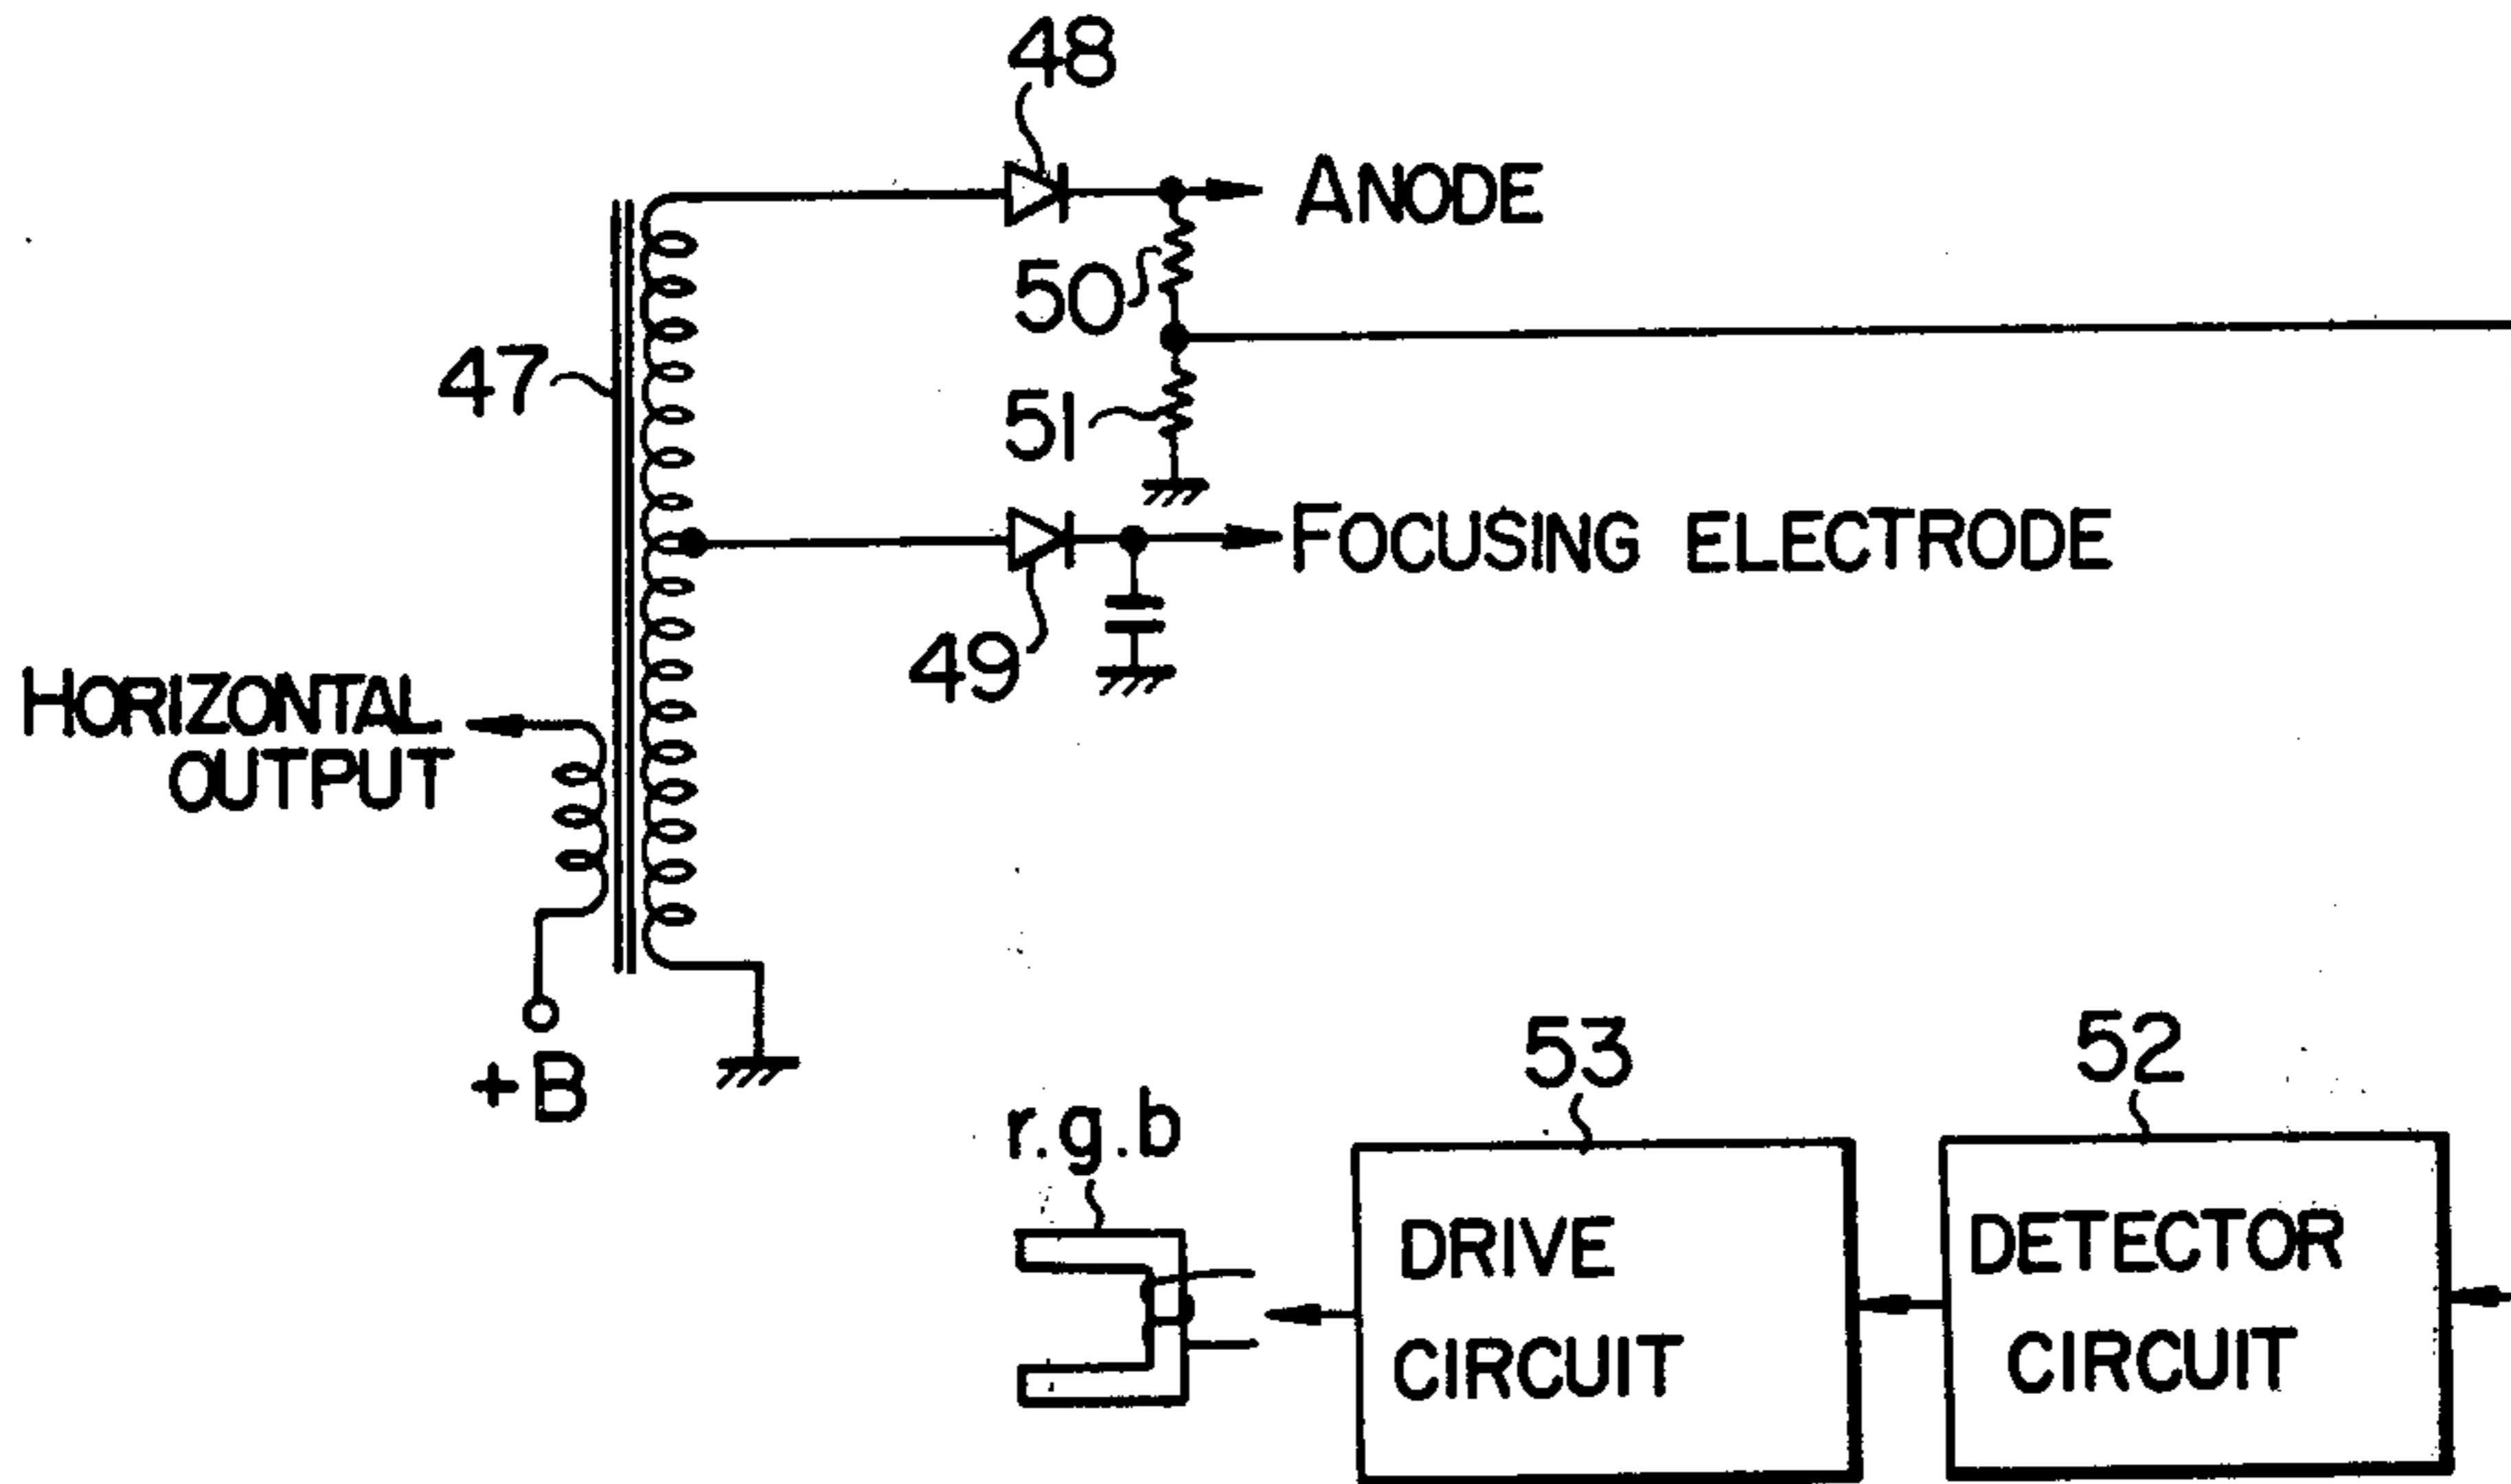 48
ANODE
50
47
51
FOCUSING ELECTRODE
49
HORIZONTAL
OUTPUT
+B
53
52
r.g.b
DRIVE
CIRCUIT
DETECTOR
CIRCUIT